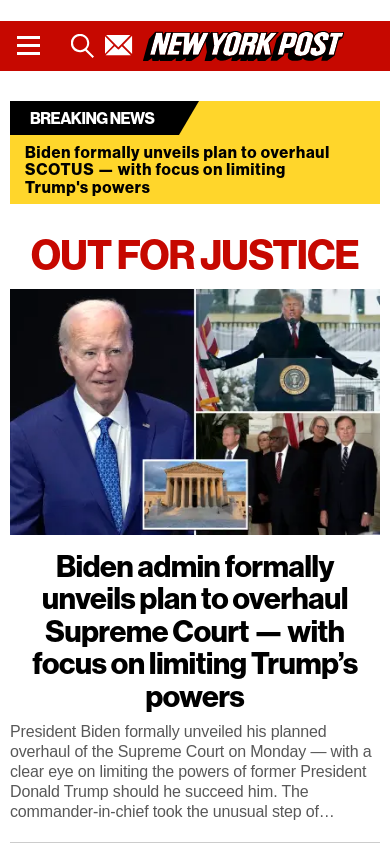 NEW YORK POST
BREAKING NEWS
Biden formally unveils plan to overhaul
SCOTUS — with focus on limiting
Trump's powers
OUT FOR JUSTICE
Biden admin formally
unveils plan to overhaul
Supreme Court — with
focus on limiting Trump’s
powers
President Biden formally unveiled his planned
overhaul of the Supreme Court on Monday — with a
clear eye on limiting the powers of former President
Donald Trump should he succeed him. The
commander-in-chief took the unusual step of…